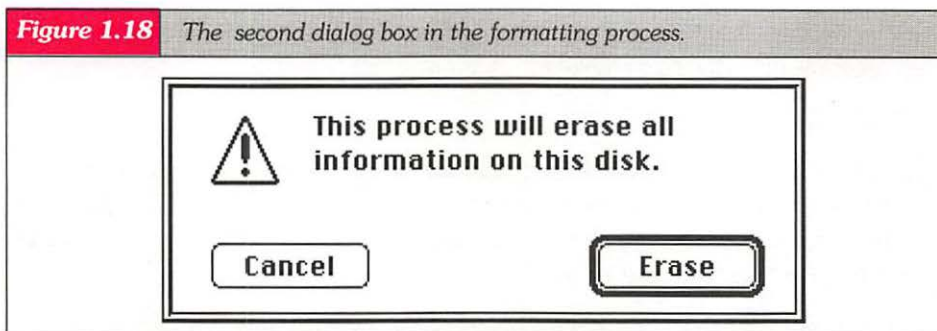 Figure 1.18 The second dialog box in the formatting process.
This process will erase all
information on this disk.
Cancel Erase